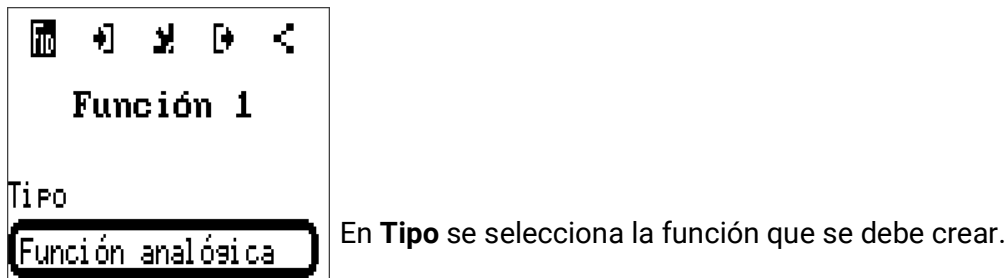 Función 1
Tipo
Función analógica
En Tipo se selecciona la función que se debe crear.